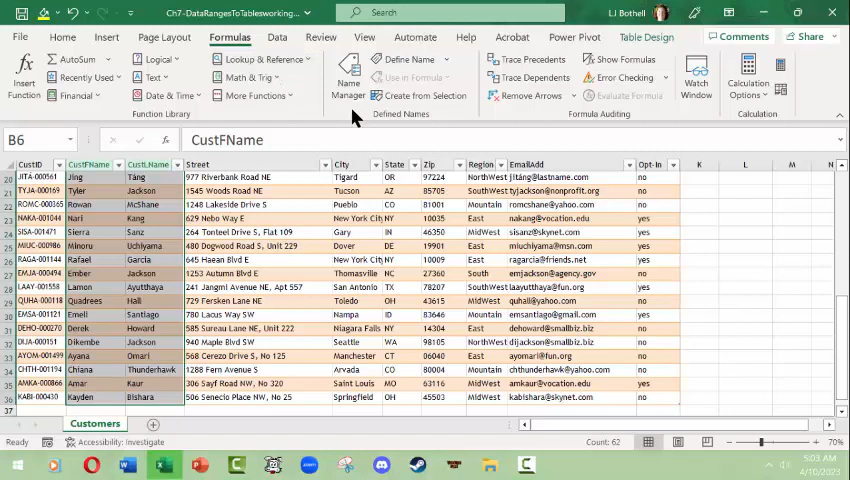 Ch7-DataRangesToTablesworking...
Search
LJ Bothell
File Home Insert Page Layout Formulas Data Review View Automate Help Acrobat Power Pivot Table Design
Comments Share
Insert Function
AutoSum
Recently Used
Financial
Logical
Text
Date & Time
Lookup & Reference
Math & Trig
More Functions
Function Library
Name Manager
Define Name
Use in Formula
Create from Selection
Defined Names
Trace Precedents
Trace Dependents
Remove Arrows
Show Formulas
Error Checking
Evaluate Formula
Formula Auditing
Watch Window
Calculation Options
Calculation
B6 fx CustFName
CustID CustFName CustLName Street City State Zip Region EmailAdd Opt-In K L M N
20 JITÄ-000561 Jing Täng 977 Riverbank Road NE Tigard OR 97224 NorthWest jitäng@lastname.com no
21 TYJA-000169 Tyler Jackson 1545 Woods Road NE Tucson AZ 85705 SouthWest tyjackson@nonprofit.org no
22 ROMC-000365 Rowan McShane 1248 Lakeside Drive S Pueblo CO 81001 Mountain romcshane@yahoo.com no
23 NAKA-001044 Nari Kang 629 Nebo Way E New York City NY 10035 East nakang@vocation.edu yes
24 SISA-001471 Sierra Sanz 264 Tonteel Drive S, Flat 109 Gary IN 46350 MidWest sisanz@skynet.com yes
25 MIUC-000986 Minoru Uchiyama 480 Dogwood Road S, Unit 229 Dover DE 19901 East miuchiyama@msn.com yes
26 RAGA-001144 Rafael Garcia 645 Haean Blvd E New York City NY 10009 East ragarcia@friends.net yes
27 EMJA-000494 Ember Jackson 1253 Autumn Blvd E Thomasville NC 27360 South emjackson@agency.gov no
28 LAAY-001558 Lamon Ayutthaya 241 Jangmi Avenue NE, Apt 557 San Antonio TX 78207 SouthWest laayutthaya@fun.org yes
29 QUHA-000118 Quadrees Hall 729 Fersken Lane NE Toledo OH 43615 MidWest quhall@yahoo.com no
30 EMSA-001121 Emell Santiago 780 Lacus Way SW Nampa ID 83648 Mountain emsantiago@gmail.com yes
31 DEHO-000270 Derek Howard 585 Sureau Lane NE, Unit 222 Niagara Falls NY 14304 East dehoward@smallbiz.biz no
32 DIJA-000151 Dikembe Jackson 940 Maple Blvd SW Seattle WA 98105 NorthWest dijackson@smallbiz.biz no
33 AYOM-001499 Ayana Omari 568 Cerezo Drive S, No 125 Manchester CT 06040 East ayomari@fun.org no
34 CHTH-001194 Chiana Thunderhawk 1288 Fern Avenue S Arvada CO 80004 Mountain chthunderhawk@yahoo.com no
35 AMKA-000866 Amar Kaur 306 Sayf Road NW, No 320 Saint Louis MO 63116 MidWest amkaur@vocation.edu yes
36 KABI-000430 Kayden Bishara 506 Senecio Place NW, No 25 Springfield OH 45503 MidWest kabishara@skynet.com no
37
Customers
Ready Accessibility: Investigate Count: 62 70%
5:03 AM
4/10/2023